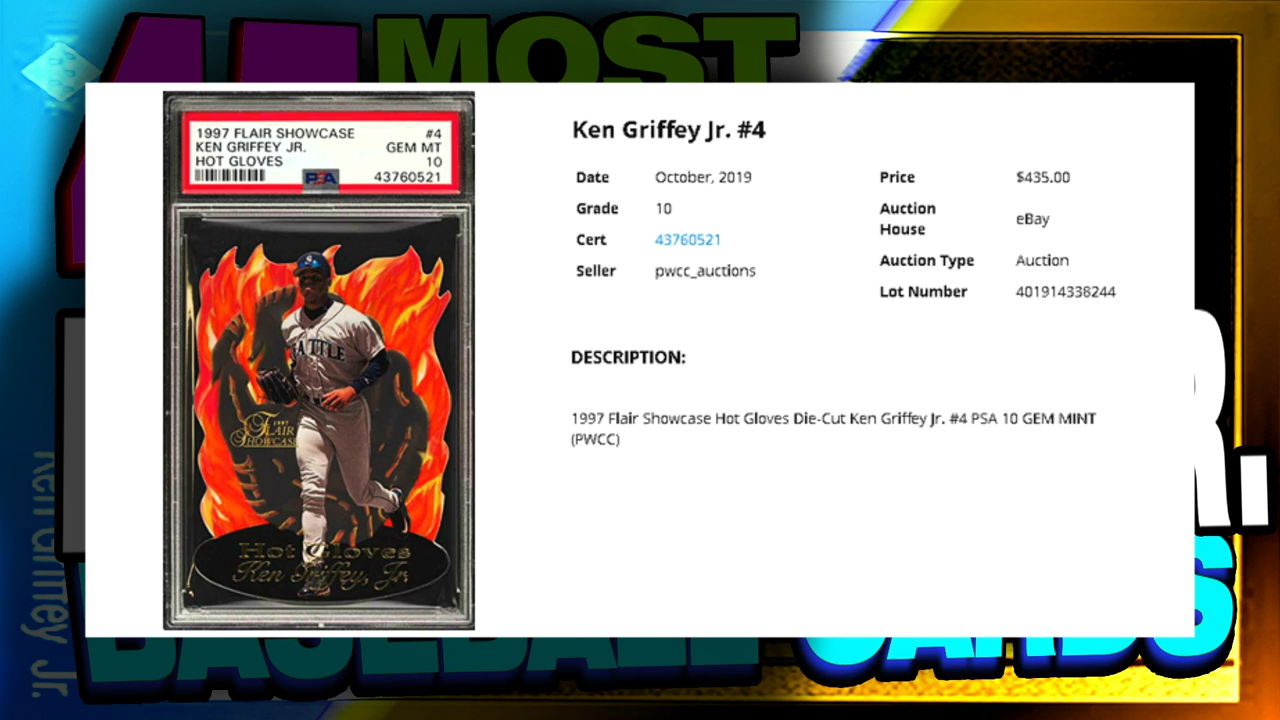 MOST
1997 FLAIR SHOWCASE #4
KEN GRIFFEY JR. GEM MT
HOT GLOVES 10
PSA 43760521
SEATTLE
1997
FLAIR
SHOWCASE
Hot Gloves
Ken Griffey, Jr.
Ken Griffey Jr. #4
Date October, 2019
Grade 10
Cert 43760521
Seller pwcc_auctions
Price $435.00
Auction House eBay
Auction Type Auction
Lot Number 401914338244
DESCRIPTION:
1997 Flair Showcase Hot Gloves Die-Cut Ken Griffey Jr. #4 PSA 10 GEM MINT
(PWCC)
R.
BASEBALL CARDS
Ken Griffey Jr.